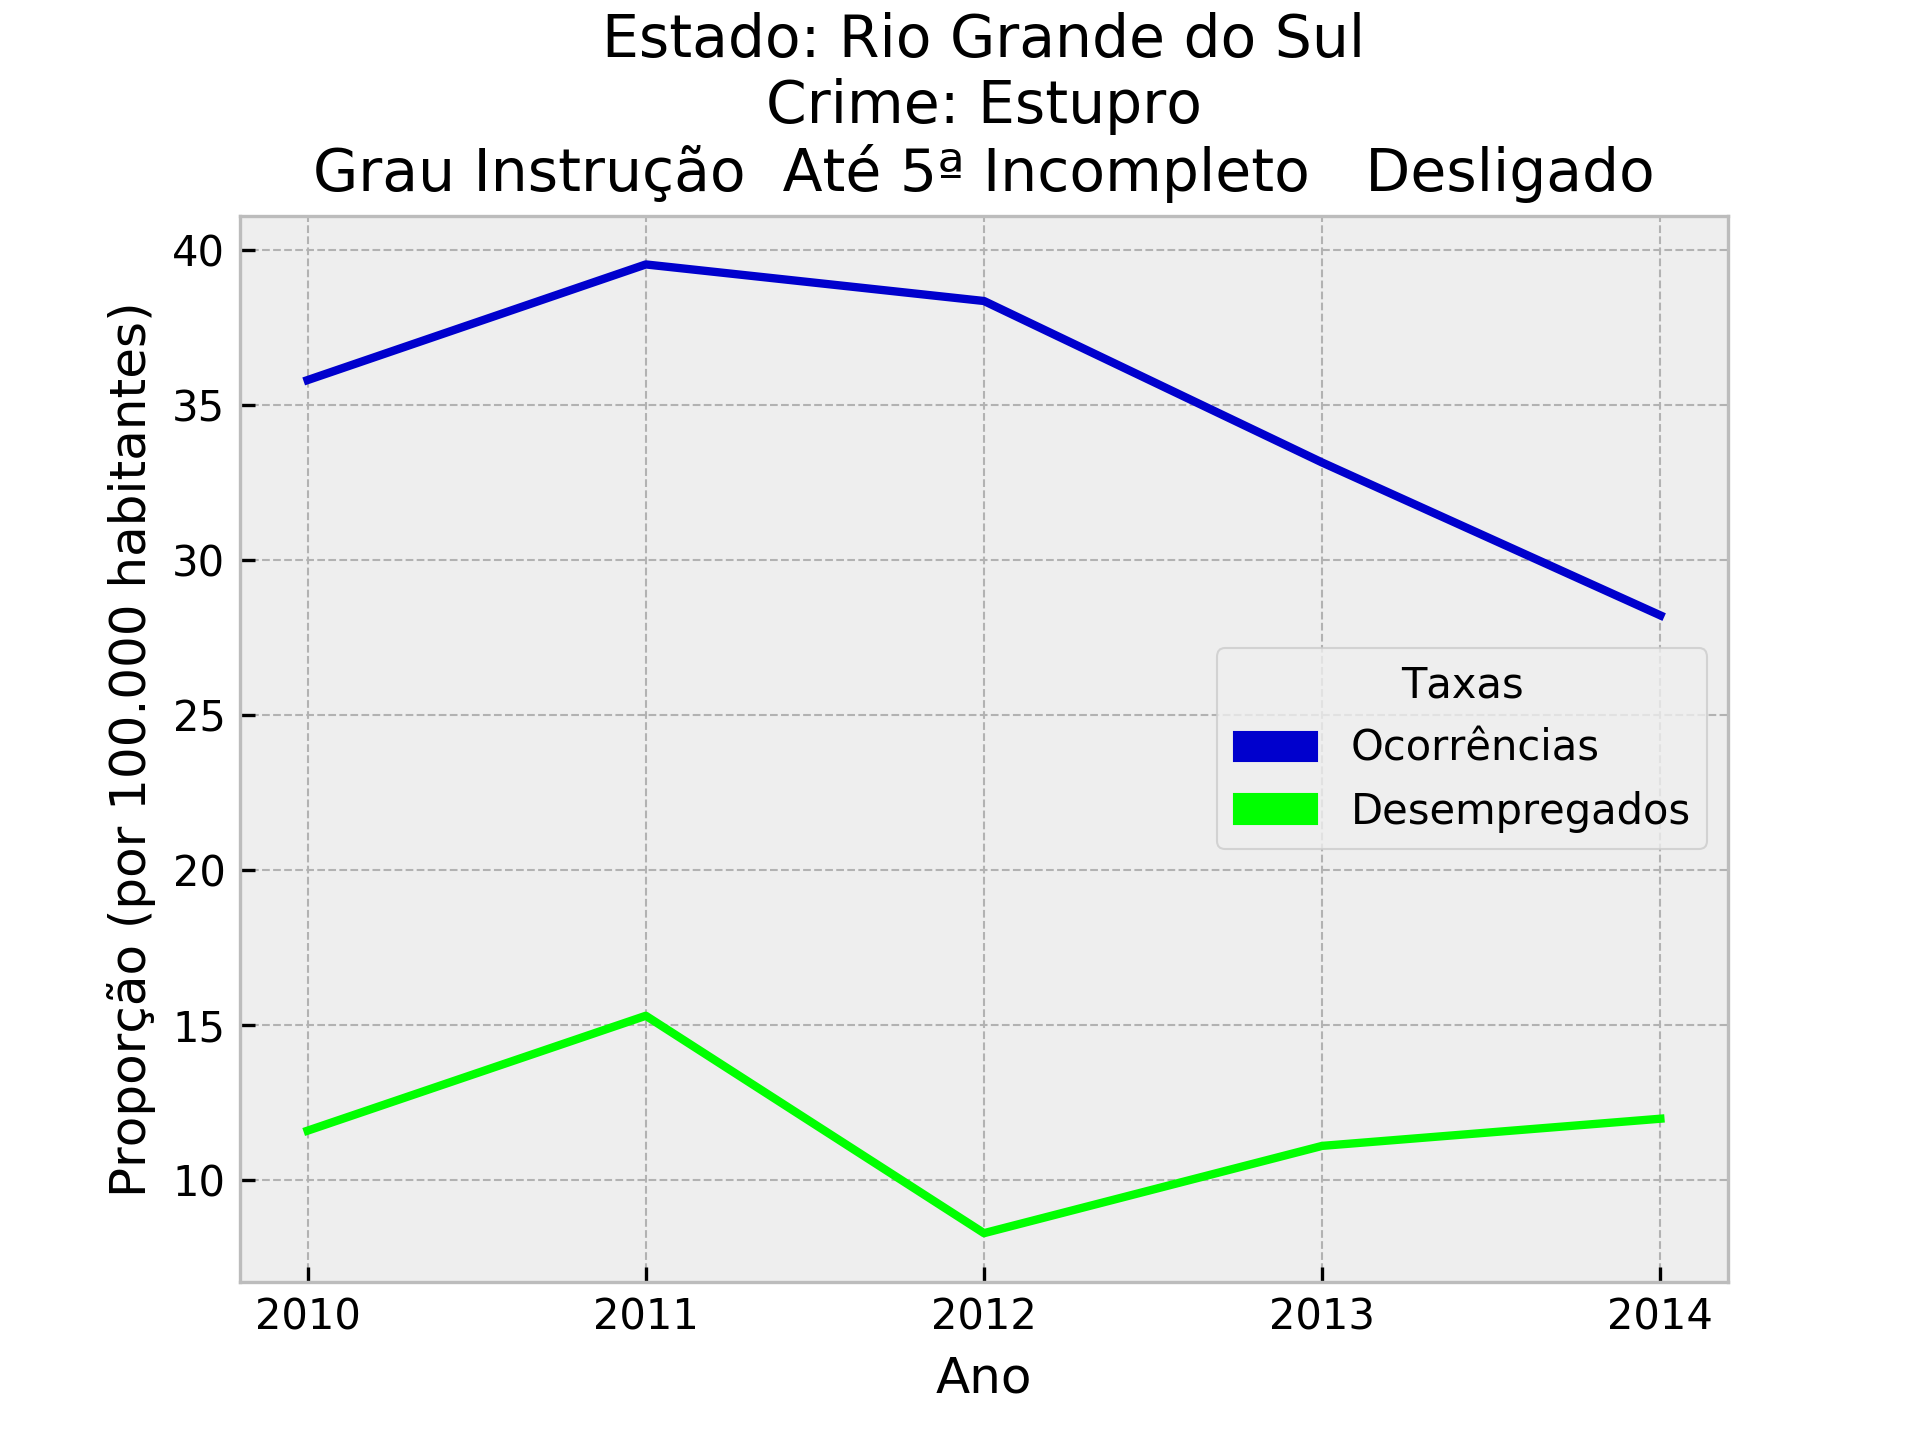 Estado: Rio Grande do Sul
Crime: Estupro
Grau Instrução  Até 5ª Incompleto   Desligado
Proporção (por 100.000 habitantes)
40
35
30
25
20
15
10
Taxas
Ocorrências
Desempregados
2010 2011 2012 2013 2014
Ano